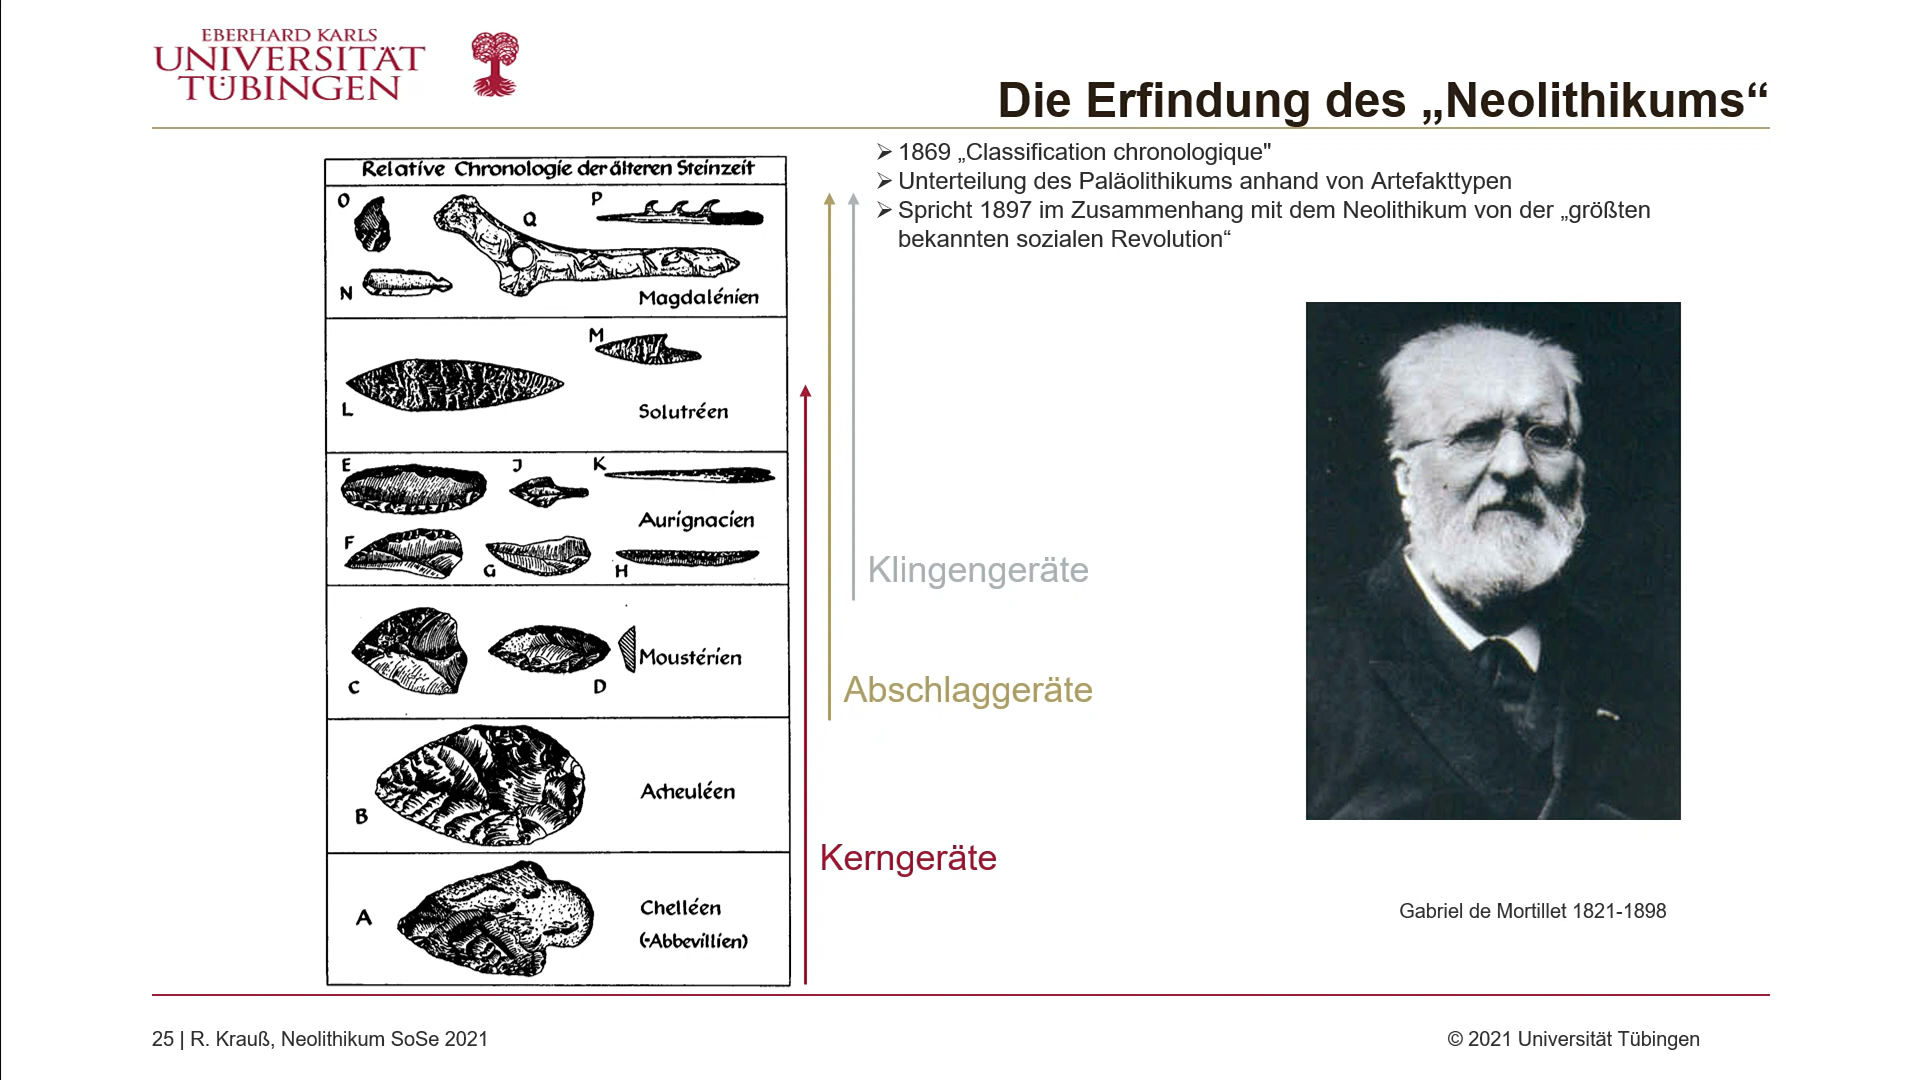 EBERHARD KARLS
UNIVERSITÄT
TÜBINGEN
Die Erfindung des „Neolithikums“
➢ 1869 „Classification chronologique"
➢ Unterteilung des Paläolithikums anhand von Artefakttypen
➢ Spricht 1897 im Zusammenhang mit dem Neolithikum von der „größten
bekannten sozialen Revolution“
Relative Chronologie der älteren Steinzeit
O
Q
P
N
Magdalénien
M
L
Solutréen
E
J
K
Aurignacien
F
G
H
C
D
Moustérien
B
Acheuléen
A
Chelléen
(-Abbevillien)
Klingengeräte
Abschlaggeräte
Kerngeräte
Gabriel de Mortillet 1821-1898
25 | R. Krauß, Neolithikum SoSe 2021
© 2021 Universität Tübingen